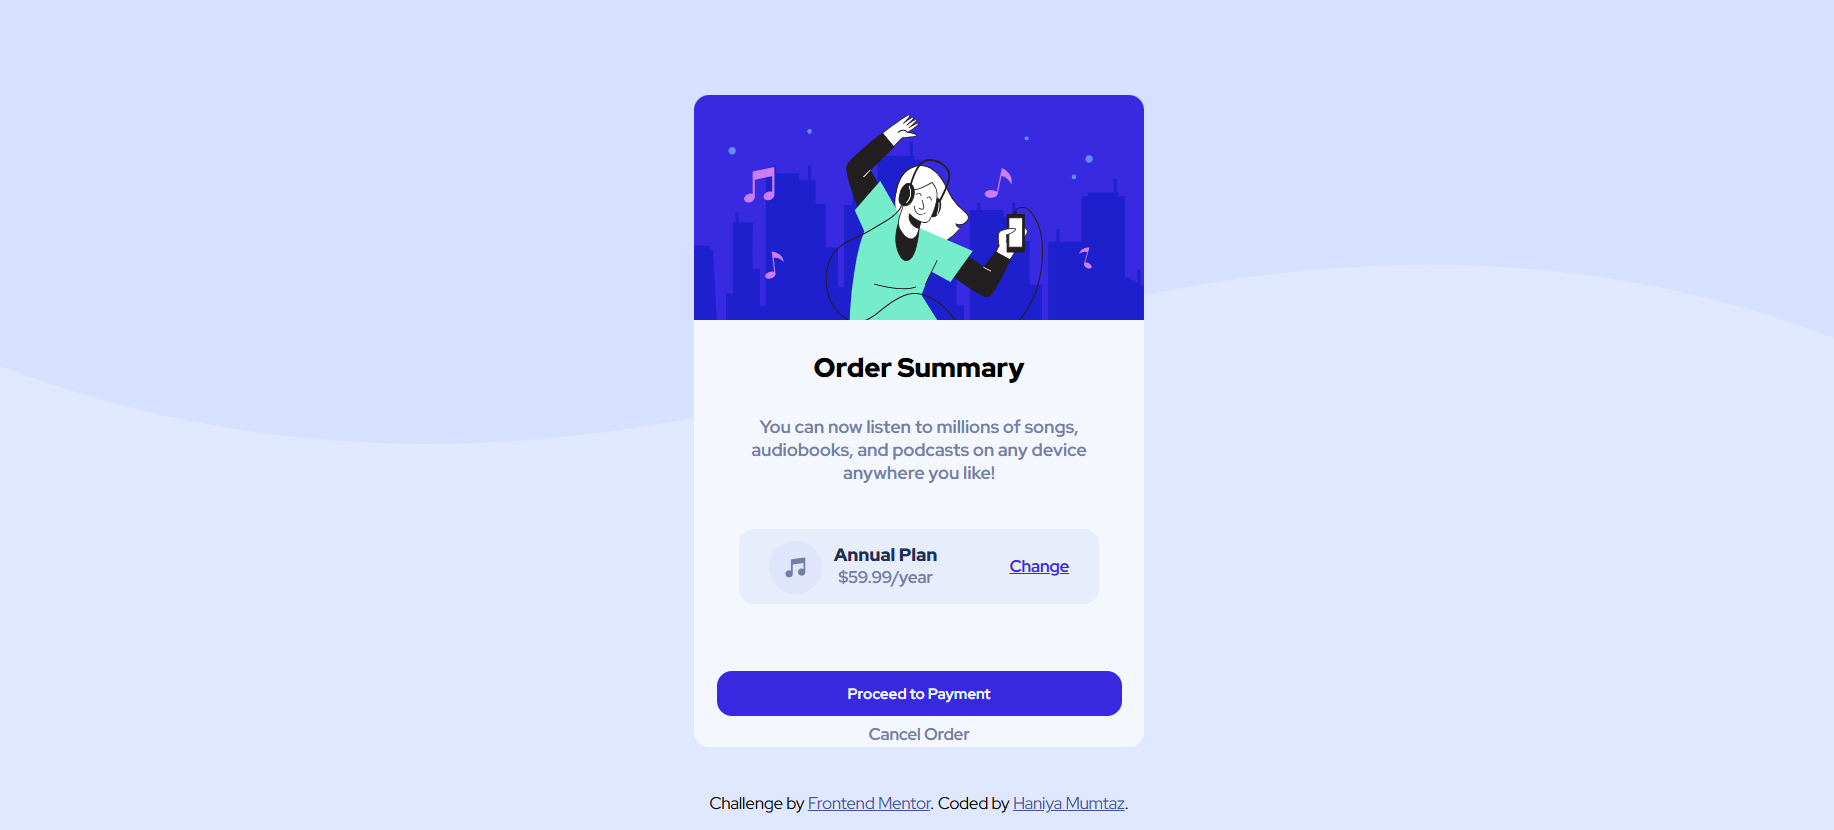 Order Summary
You can now listen to millions of songs,
audiobooks, and podcasts on any device
anywhere you like!
Annual Plan
$59.99/year
Change
Proceed to Payment
Cancel Order
Challenge by Frontend Mentor. Coded by Haniya Mumtaz.